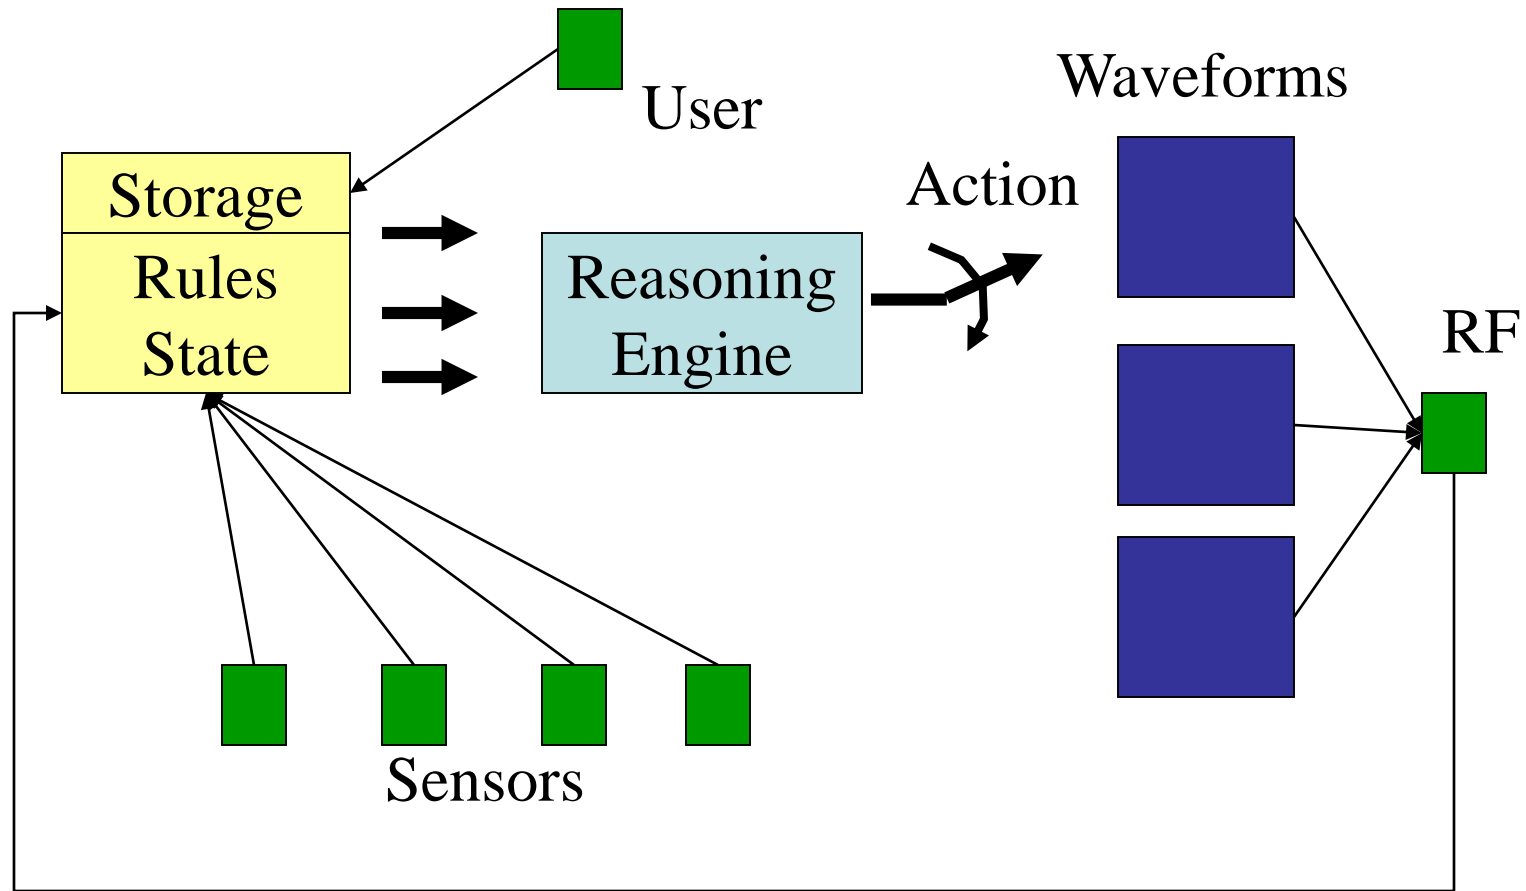 User
Waveforms
Storage
Action
Rules
State
Reasoning
Engine
RF
Sensors